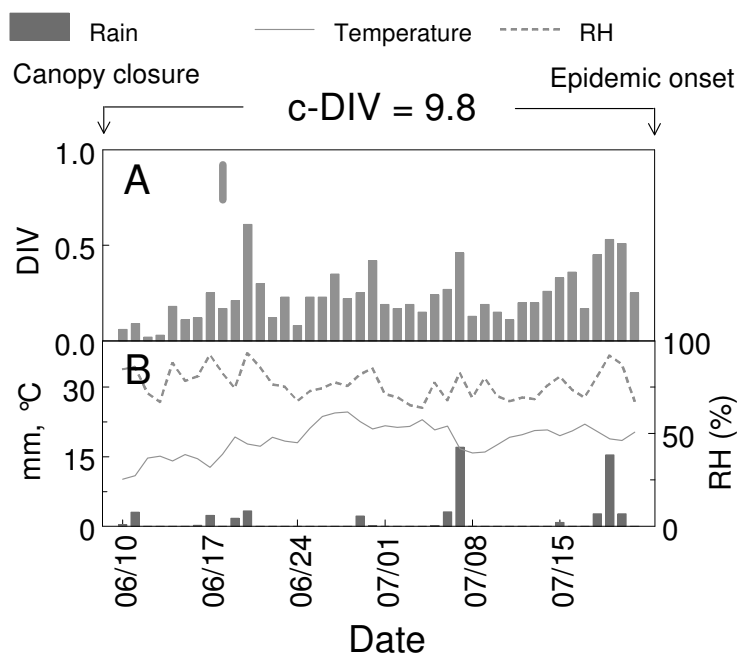 Rain Temperature RH
Canopy closure Epidemic onset
c-DIV = 9.8
1.0
A
0.5
DIV
0.0 100
B
30
mm, °C
50
15
RH (%)
0 0
06/10 06/17 06/24 07/01 07/08 07/15
Date